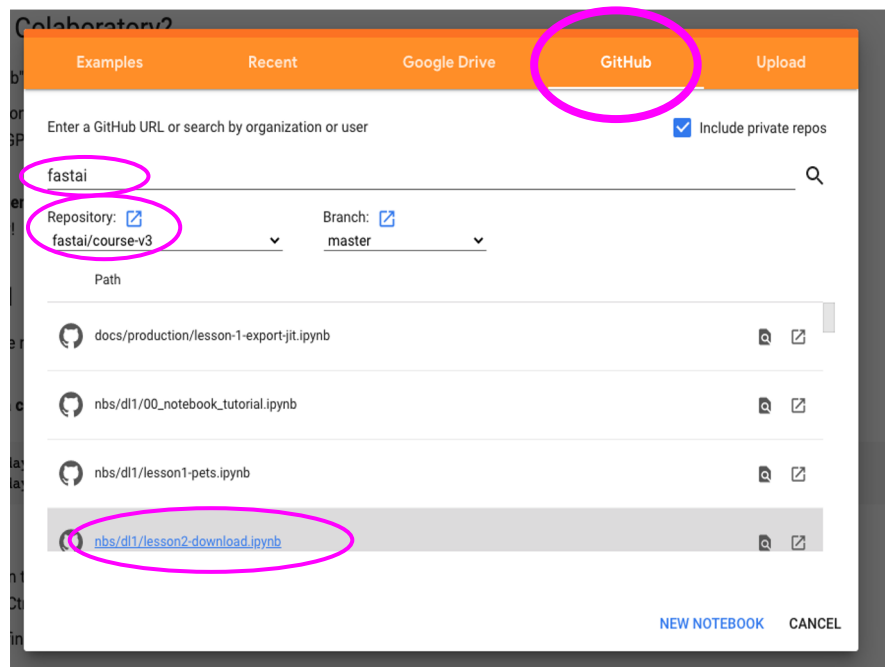 Colaboratory?
Examples Recent Google Drive GitHub Upload
Enter a GitHub URL or search by organization or user Include private repos
fastai
Repository: Branch:
fastai/course-v3 master
Path
docs/production/lesson-1-export-jit.ipynb
nbs/dl1/00_notebook_tutorial.ipynb
nbs/dl1/lesson1-pets.ipynb
nbs/dl1/lesson2-download.ipynb
NEW NOTEBOOK CANCEL